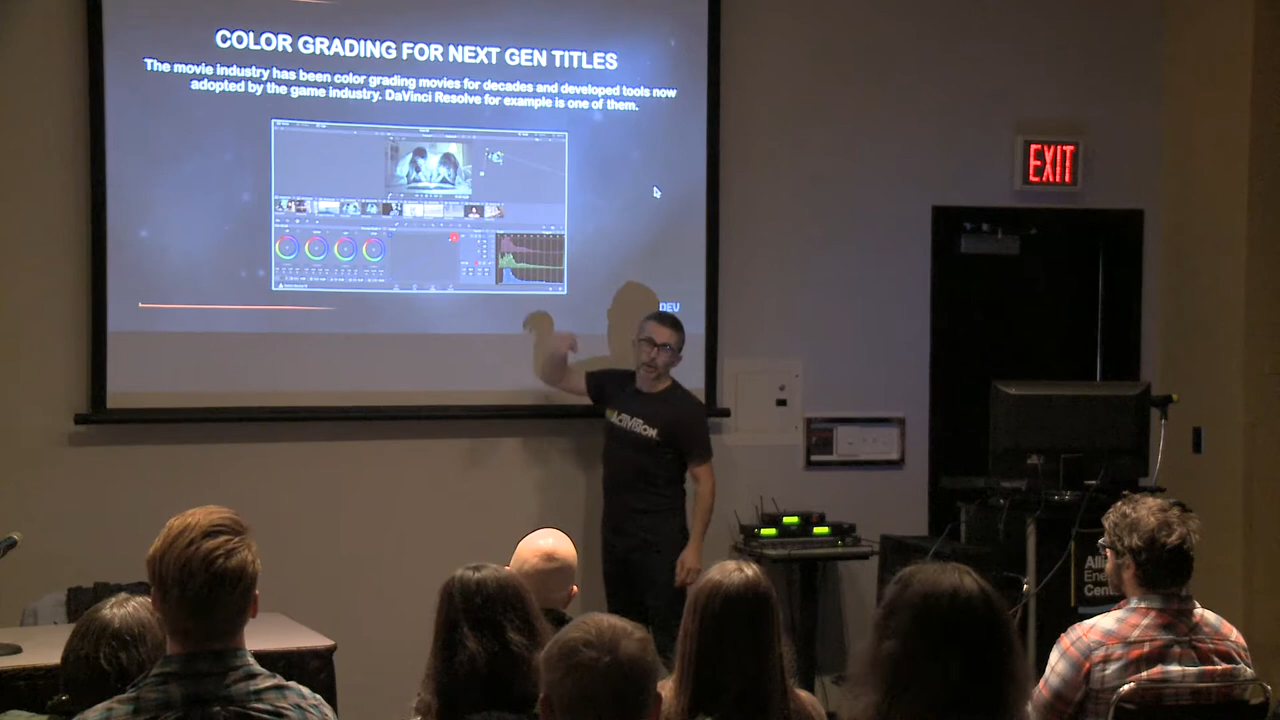 COLOR GRADING FOR NEXT GEN TITLES
The movie industry has been color grading movies for decades and developed tools now
adopted by the game industry. DaVinci Resolve for example is one of them.
DEV
ACTIVISION
EXIT